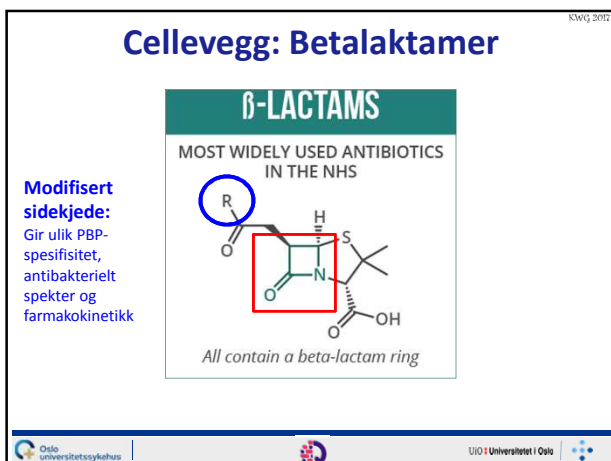 KWG 2017
Cellevegg: Betalaktamer
ß-LACTAMS
MOST WIDELY USED ANTIBIOTICS
IN THE NHS
Modifisert
sidekjede:
Gir ulik PBP-
spesifisitet,
antibakterielt
spekter og
farmakokinetikk
R
O
H
S
N
O
O
OH
All contain a beta-lactam ring
Oslo
universitetssykehus
UiO Universitetet i Oslo